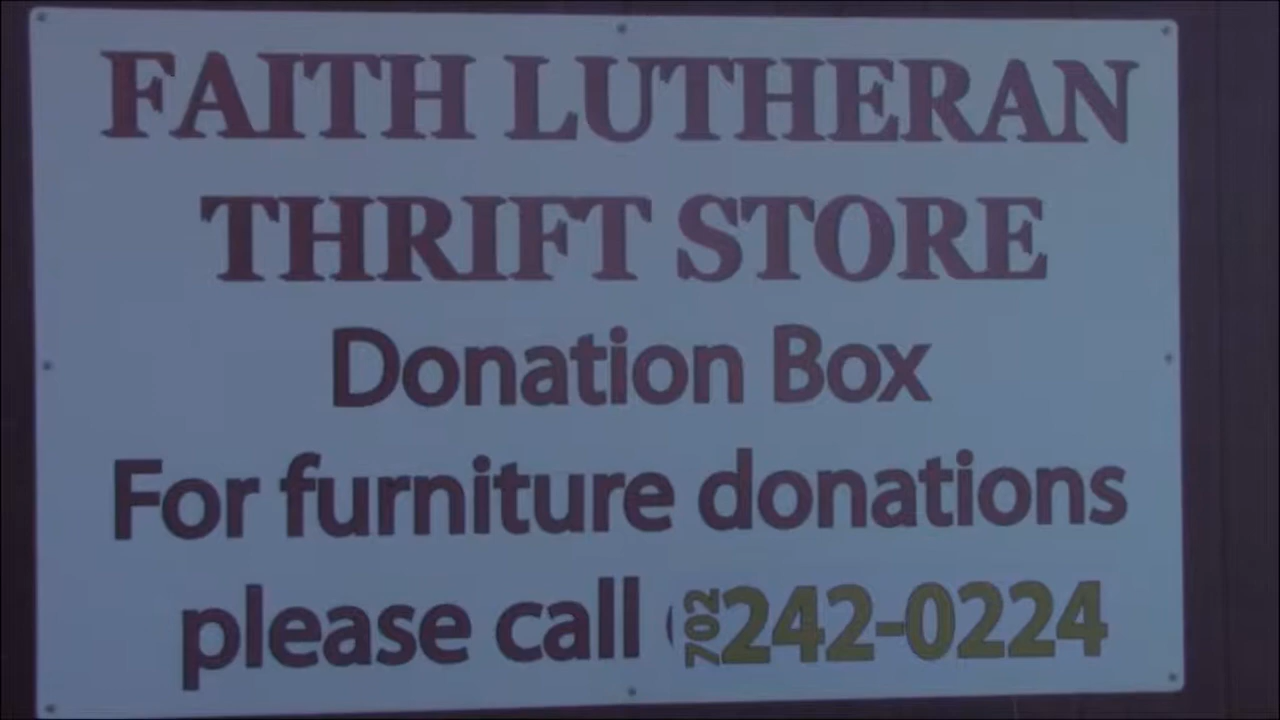 FAITH LUTHERAN
THRIFT STORE
Donation Box
For furniture donations
please call (702 242-0224